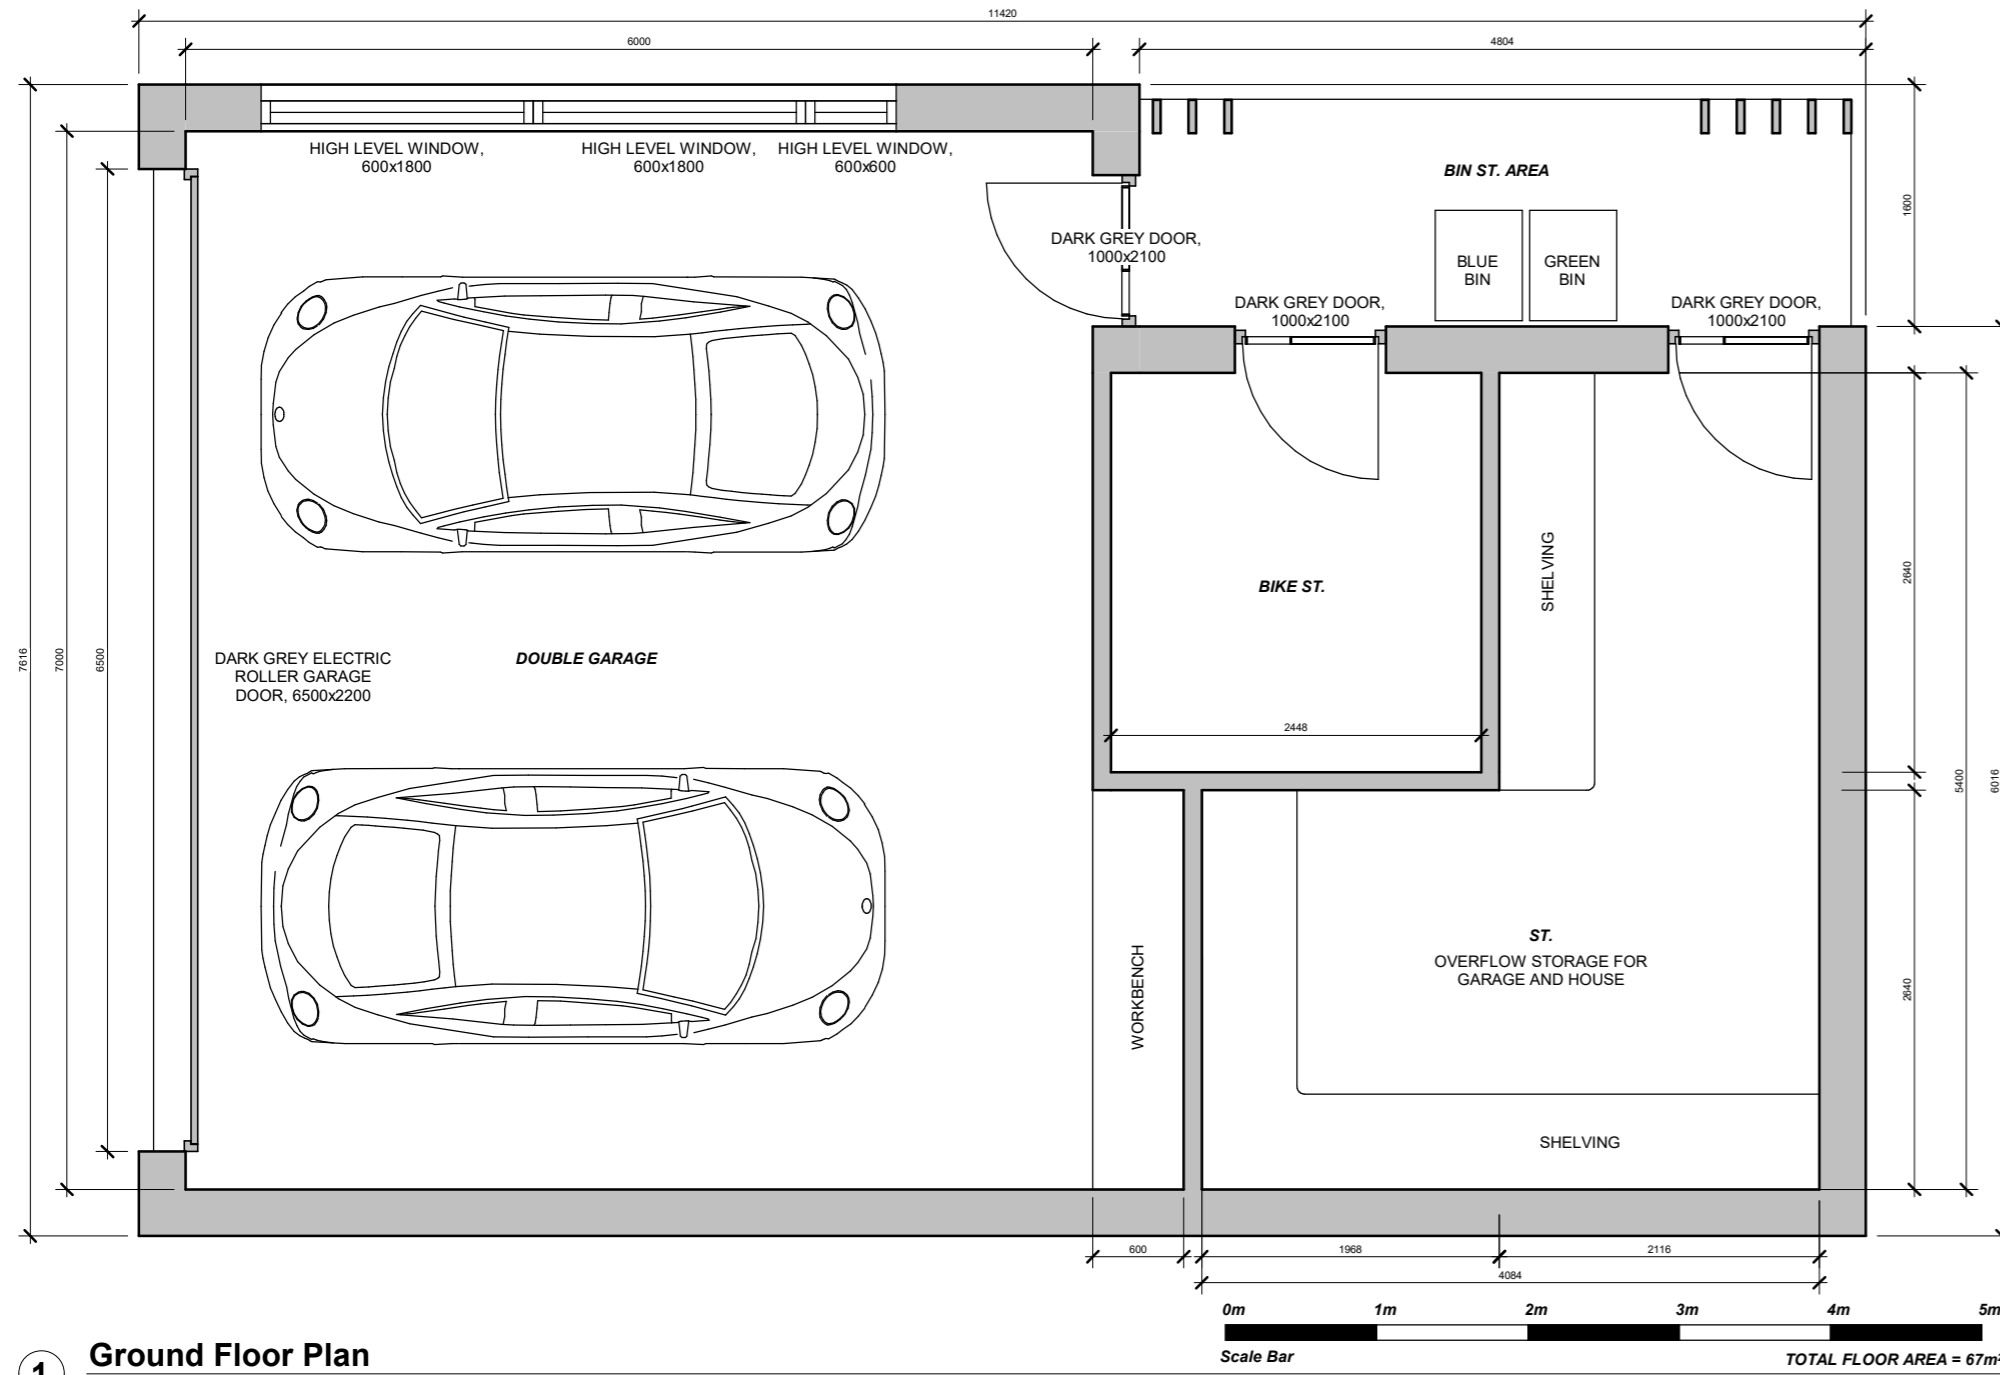 11420
6000
4804
HIGH LEVEL WINDOW,
600x1800
HIGH LEVEL WINDOW,
600x1800
HIGH LEVEL WINDOW,
600x600
BIN ST. AREA
1600
DARK GREY DOOR,
1000x2100
BLUE
BIN
GREEN
BIN
DARK GREY DOOR,
1000x2100
DARK GREY DOOR,
1000x2100
7616
7000
6500
DARK GREY ELECTRIC
ROLLER GARAGE
DOOR, 6500x2200
DOUBLE GARAGE
BIKE ST.
SHELVING
2640
2448
5400
6016
WORKBENCH
ST.
OVERFLOW STORAGE FOR
GARAGE AND HOUSE
2640
SHELVING
600
1968
2116
4084
0m 1m 2m 3m 4m 5m
Scale Bar
TOTAL FLOOR AREA = 67m²
1
Ground Floor Plan